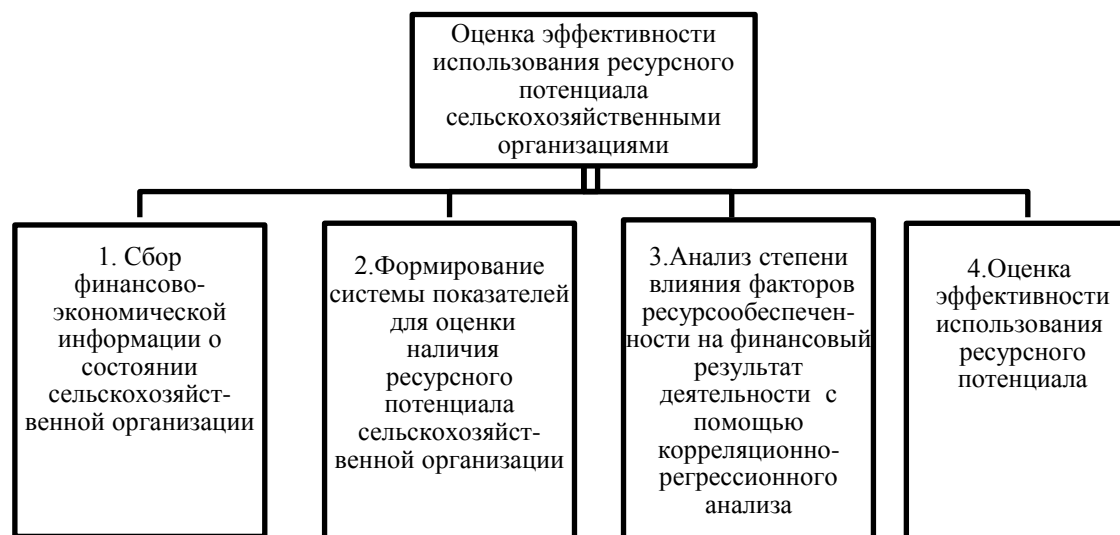 Оценка эффективности
использования ресурсного
потенциала
сельскохозяйственными
организациями
1. Сбор
финансово-
экономической
информации о
состоянии
сельскохозяйст-
венной организации
2.Формирование
системы показателей
для оценки
наличия
ресурсного
потенциала
сельскохозяйст-
венной организации
3.Анализ степени
влияния факторов
ресурсообеспечен-
ности на финансовый
результат
деятельности с
помощью
корреляционно-
регрессионного
анализа
4.Оценка
эффективности
использования
ресурсного
потенциала